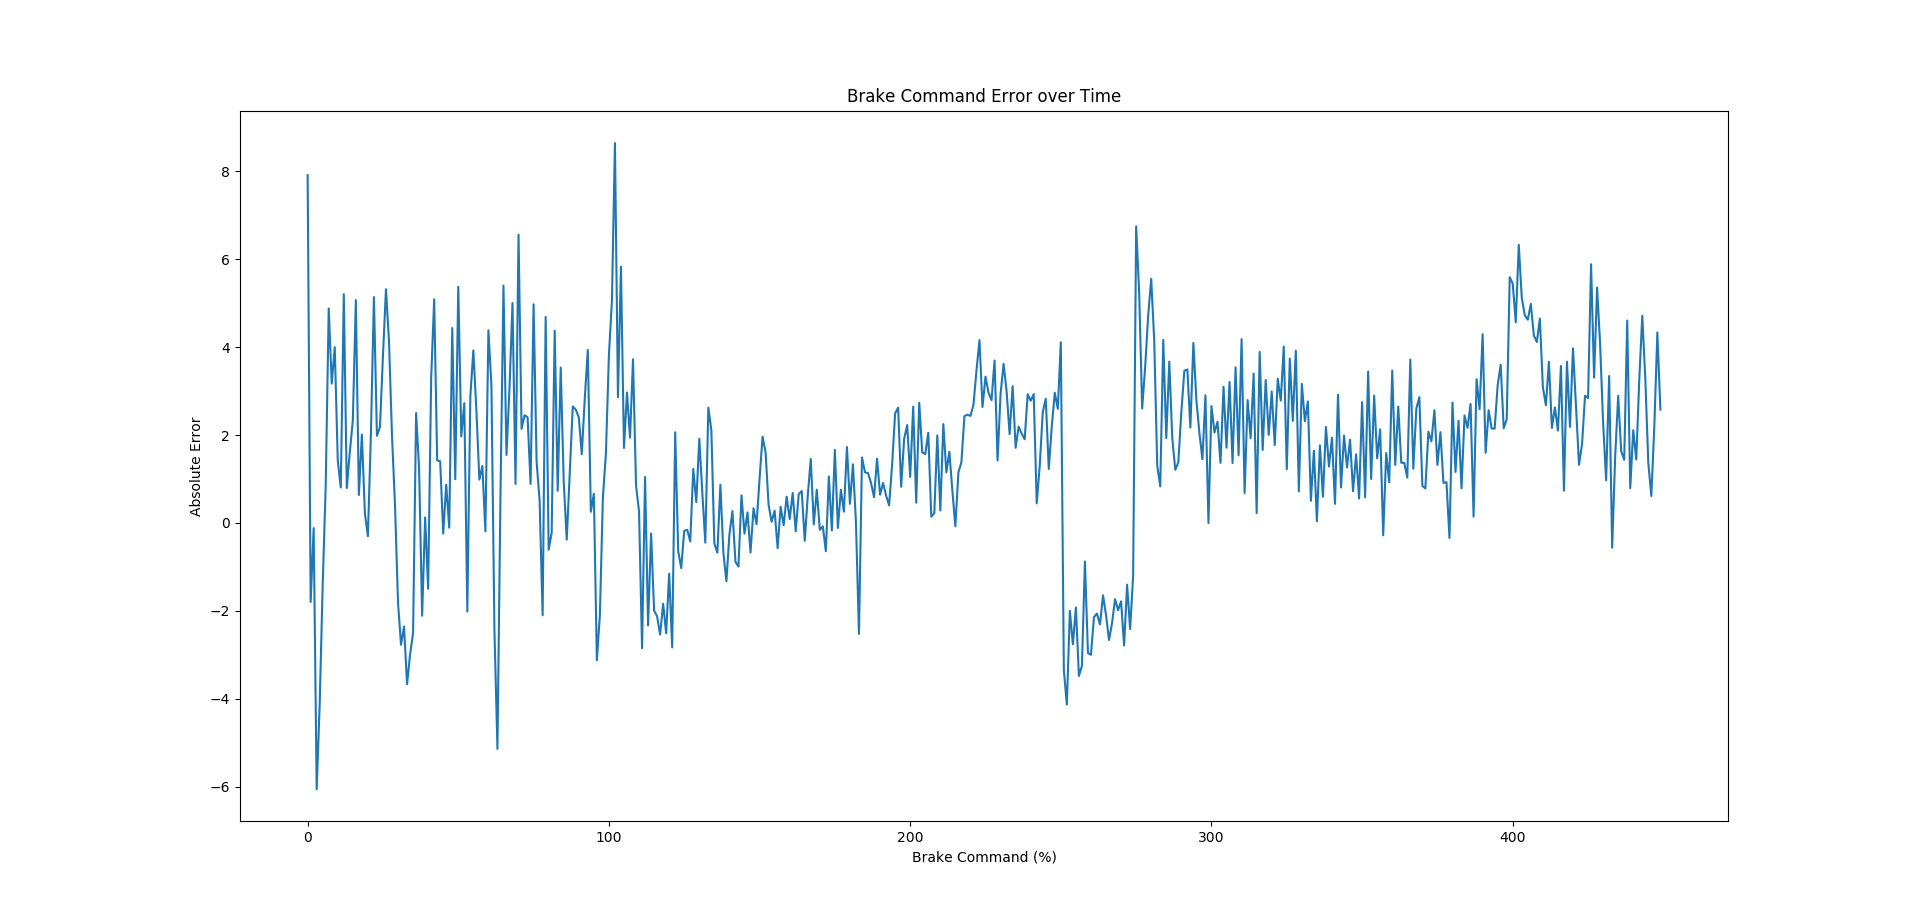 Brake Command Error over Time
Absolute Error
8
6
4
2
0
−2
−4
−6
0 100 200 300 400
Brake Command (%)